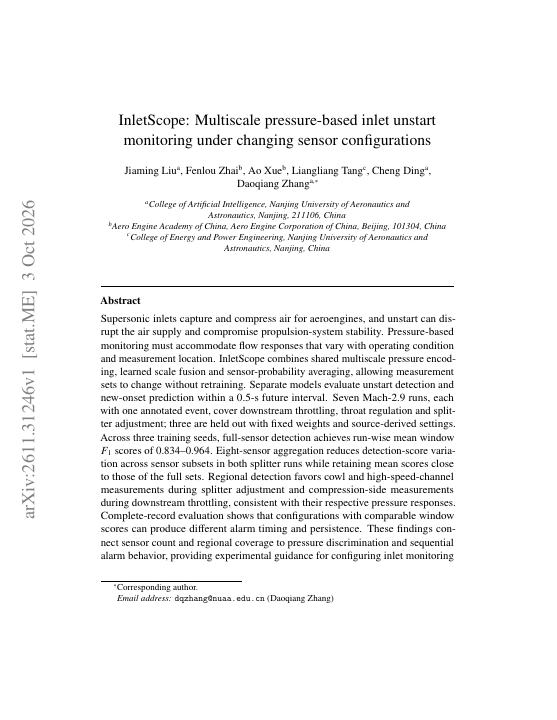 InletScope: Multiscale pressure-based inlet unstart
monitoring under changing sensor configurations
Jiaming Liuᵃ, Fenlou Zhaiᵇ, Ao Xueᵇ, Liangliang Tangᶜ, Cheng Dingᵃ,
Daoqiang Zhangᵃ,*
ᵃCollege of Artificial Intelligence, Nanjing University of Aeronautics and
Astronautics, Nanjing, 211106, China
ᵇAero Engine Academy of China, Aero Engine Corporation of China, Beijing, 101304, China
ᶜCollege of Energy and Power Engineering, Nanjing University of Aeronautics and
Astronautics, Nanjing, China
Abstract
Supersonic inlets capture and compress air for aeroengines, and unstart can dis-
rupt the air supply and compromise propulsion-system stability. Pressure-based
monitoring must accommodate flow responses that vary with operating condition
and measurement location. InletScope combines shared multiscale pressure encod-
ing, learned scale fusion and sensor-probability averaging, allowing measurement
sets to change without retraining. Separate models evaluate unstart detection and
new-onset prediction within a 0.5-s future interval. Seven Mach-2.9 runs, each
with one annotated event, cover downstream throttling, throat regulation and split-
ter adjustment; three are held out with fixed weights and source-derived settings.
Across three training seeds, full-sensor detection achieves run-wise mean window
F₁ scores of 0.834–0.964. Eight-sensor aggregation reduces detection-score varia-
tion across sensor subsets in both splitter runs while retaining mean scores close
to those of the full sets. Regional detection favors cowl and high-speed-channel
measurements during splitter adjustment and compression-side measurements
during downstream throttling, consistent with their respective pressure responses.
Complete-record evaluation shows that configurations with comparable window
scores can produce different alarm timing and persistence. These findings con-
nect sensor count and regional coverage to pressure discrimination and sequential
alarm behavior, providing experimental guidance for configuring inlet monitoring
*Corresponding author.
Email address: dqzhang@nuaa.edu.cn (Daoqiang Zhang)
arXiv:2611.31246v1 [stat.ME] 3 Oct 2026